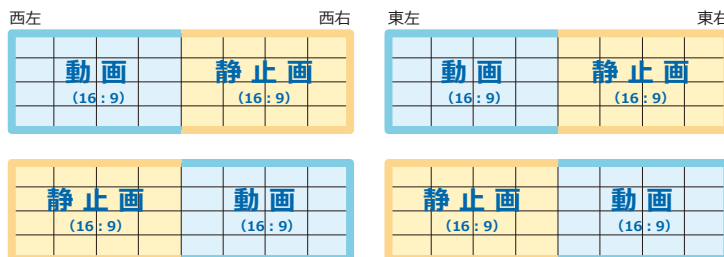 西左 西右 東左 東右
動画 静止画 動画 静止画
(16:9) (16:9) (16:9) (16:9)
静止画 動画 静止画 動画
(16:9) (16:9) (16:9) (16:9)